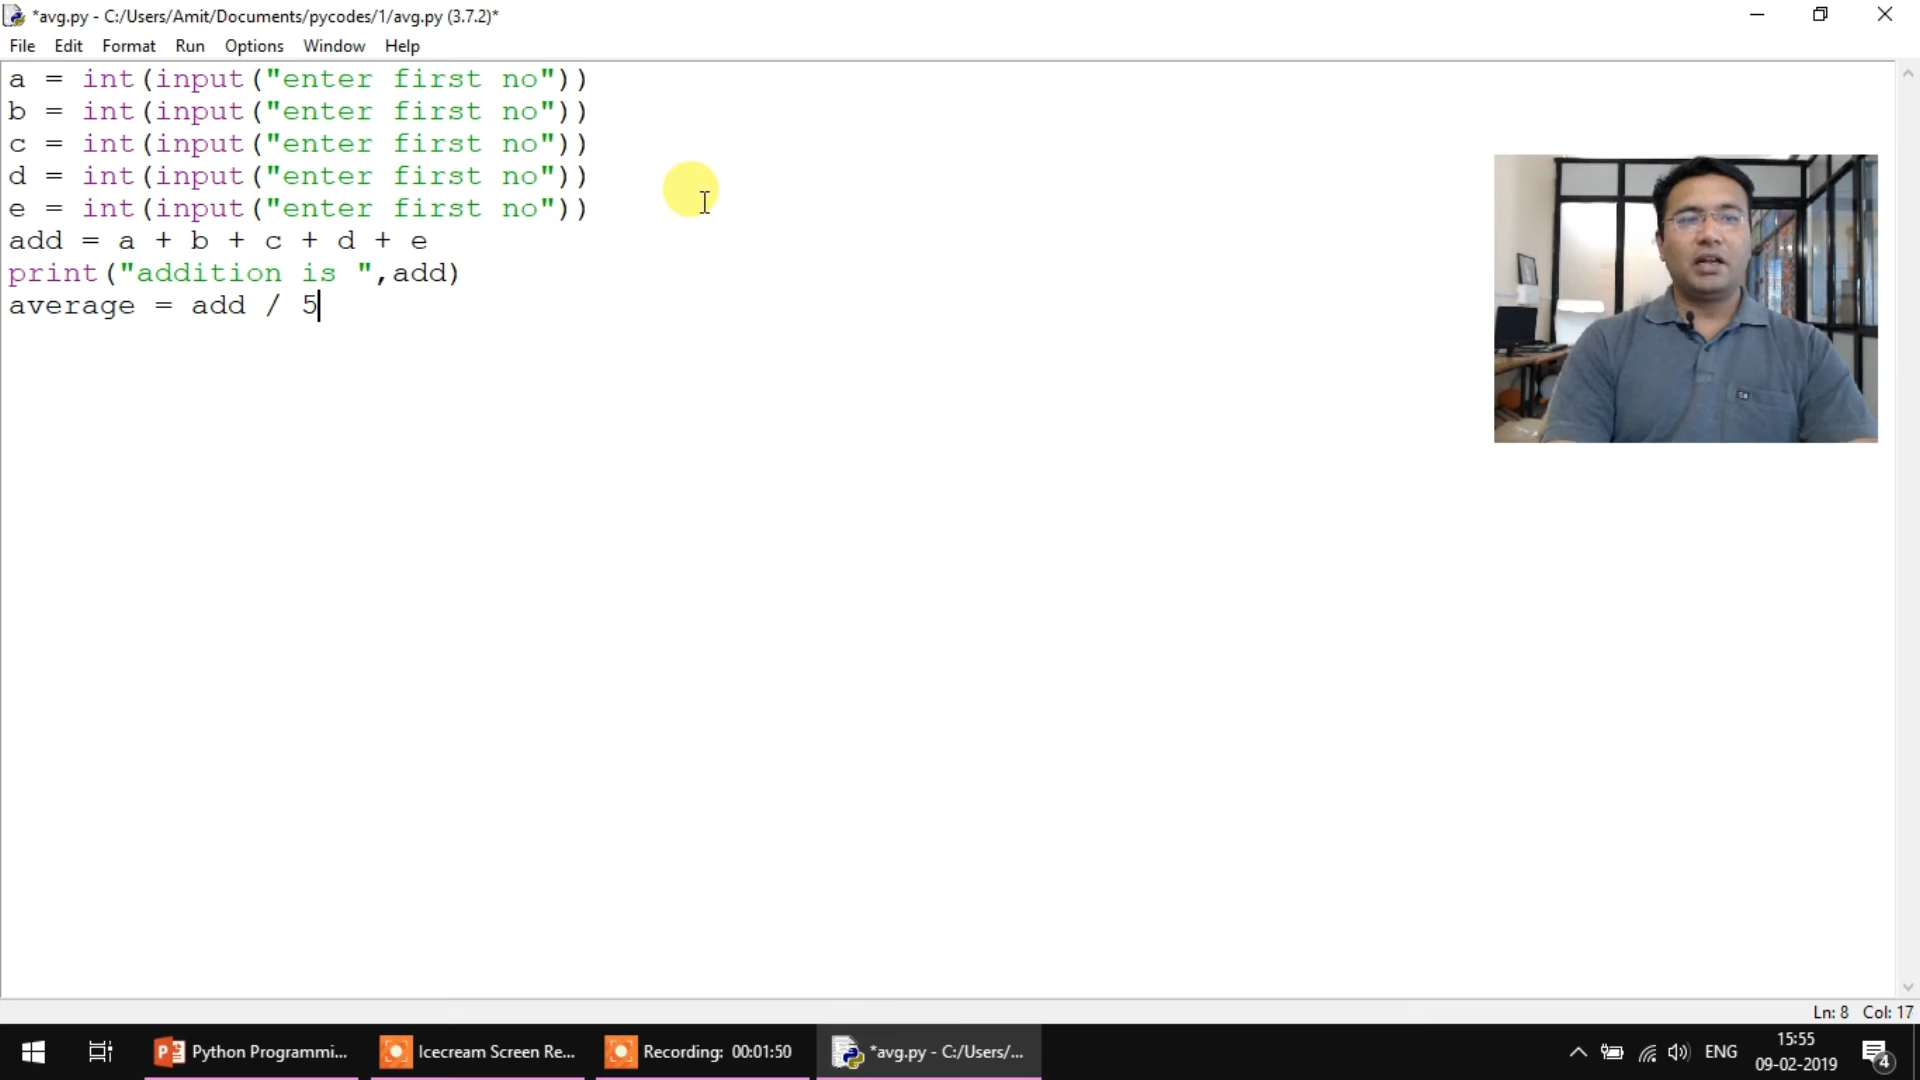 *avg.py - C:/Users/Amit/Documents/pycodes/1/avg.py (3.7.2)*
File Edit Format Run Options Window Help
a = int(input("enter first no"))
b = int(input("enter first no"))
c = int(input("enter first no"))
d = int(input("enter first no"))
e = int(input("enter first no"))
add = a + b + c + d + e
print("addition is ",add)
average = add / 5
Ln: 8 Col: 17
Python Programmi... Icecream Screen Re... Recording: 00:01:50 *avg.py - C:/Users/... ENG 15:55
09-02-2019 4